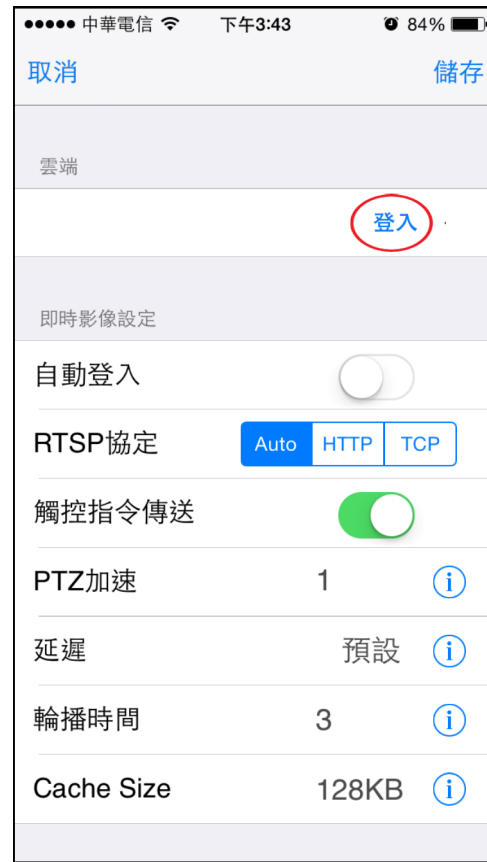 中華電信 下午3:43 84%
取消 儲存
雲端
登入
即時影像設定
自動登入
RTSP協定 Auto HTTP TCP
觸控指令傳送
PTZ加速 1
延遲 預設
輪播時間 3
Cache Size 128KB